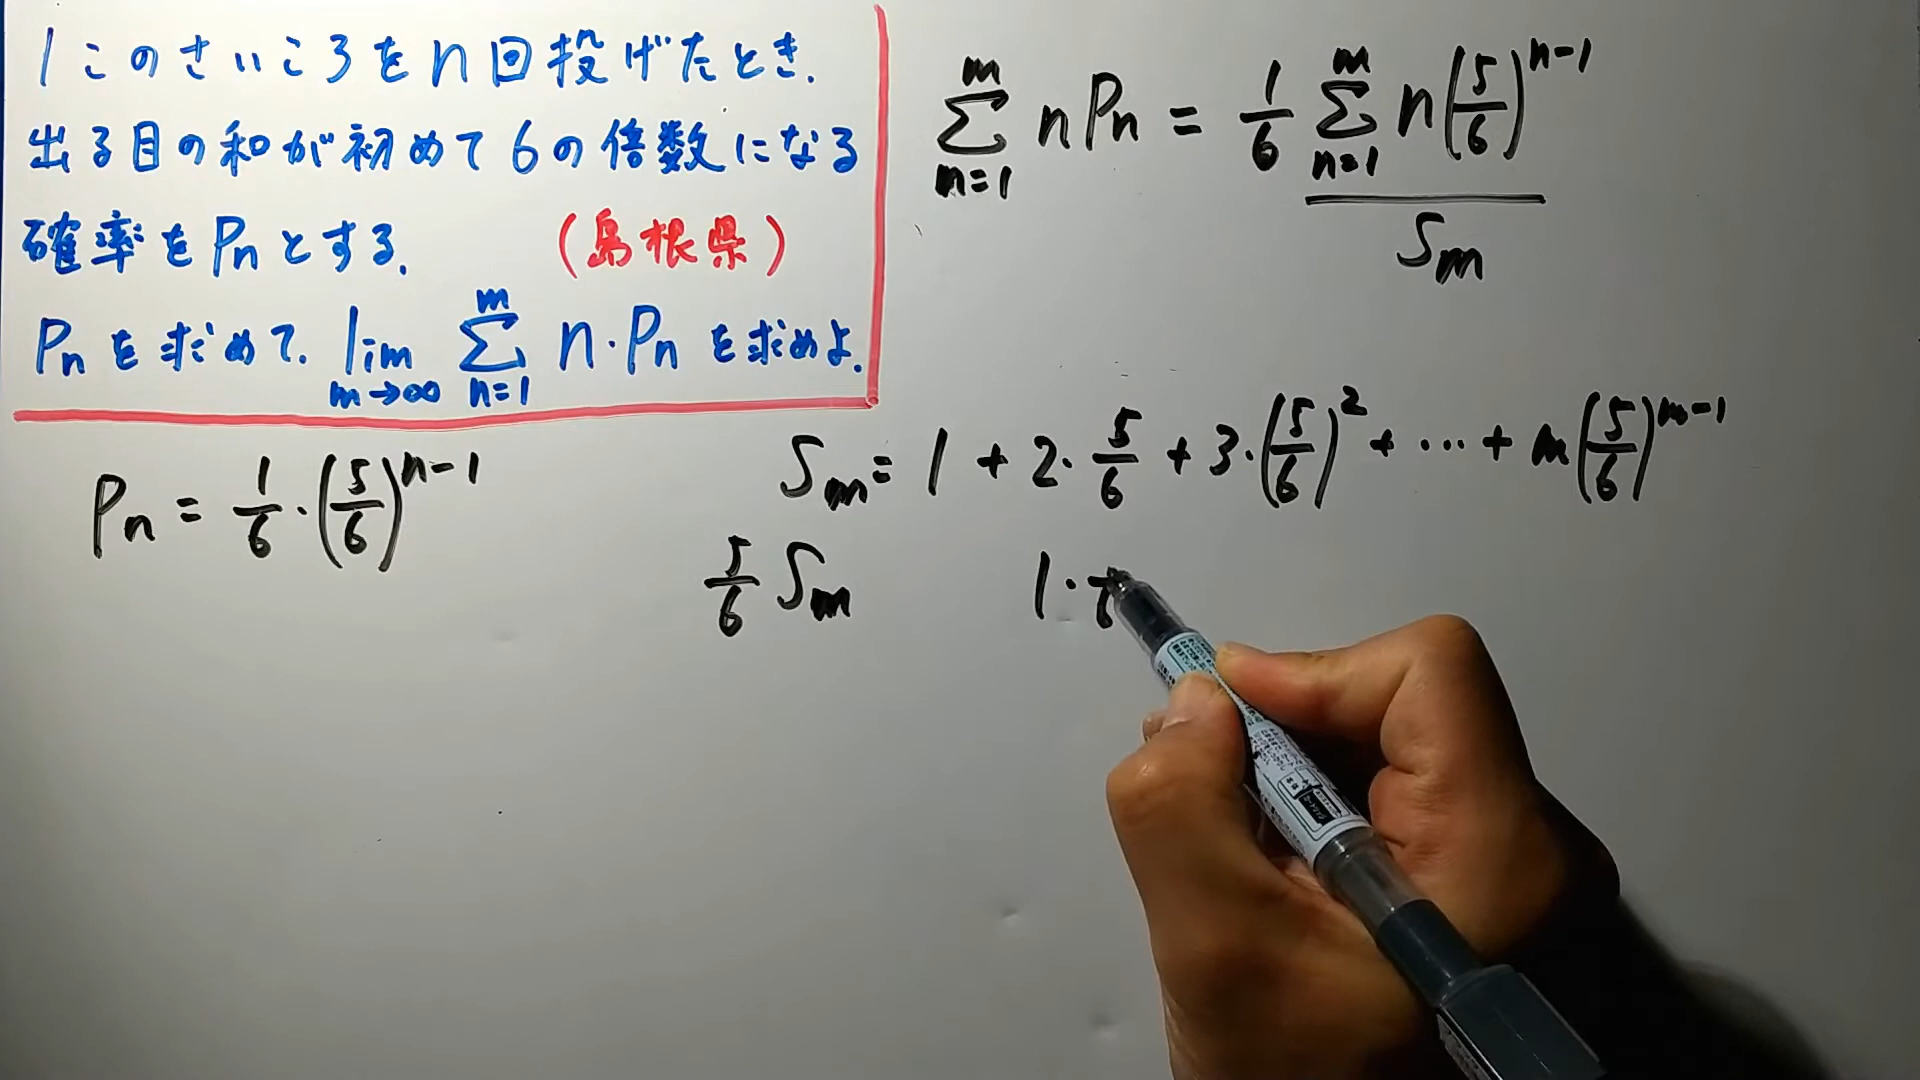 1このさいころをn回投げたとき.
出る目の和が初めて6の倍数になる
確率をPnとする. (島根県)
Pnを求めて. lim m→∞ Σ n=1 m n・Pn を求めよ.
Pn = 1/6・(5/6)^n-1
Σ n=1 m nPn = 1/6 Σ n=1 m n(5/6)^n-1
Sm
Sm = 1 + 2・5/6 + 3・(5/6)^2 + … + m(5/6)^m-1
5/6 Sm 1・